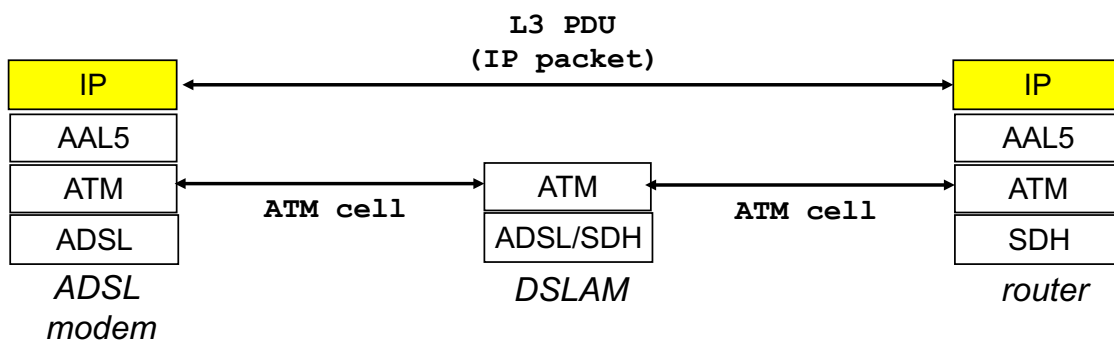 L3 PDU
(IP packet)
IP
IP
AAL5
AAL5
ATM
ATM
ATM
ATM cell
ATM cell
ADSL
ADSL/SDH
SDH
ADSL
modem
DSLAM
router